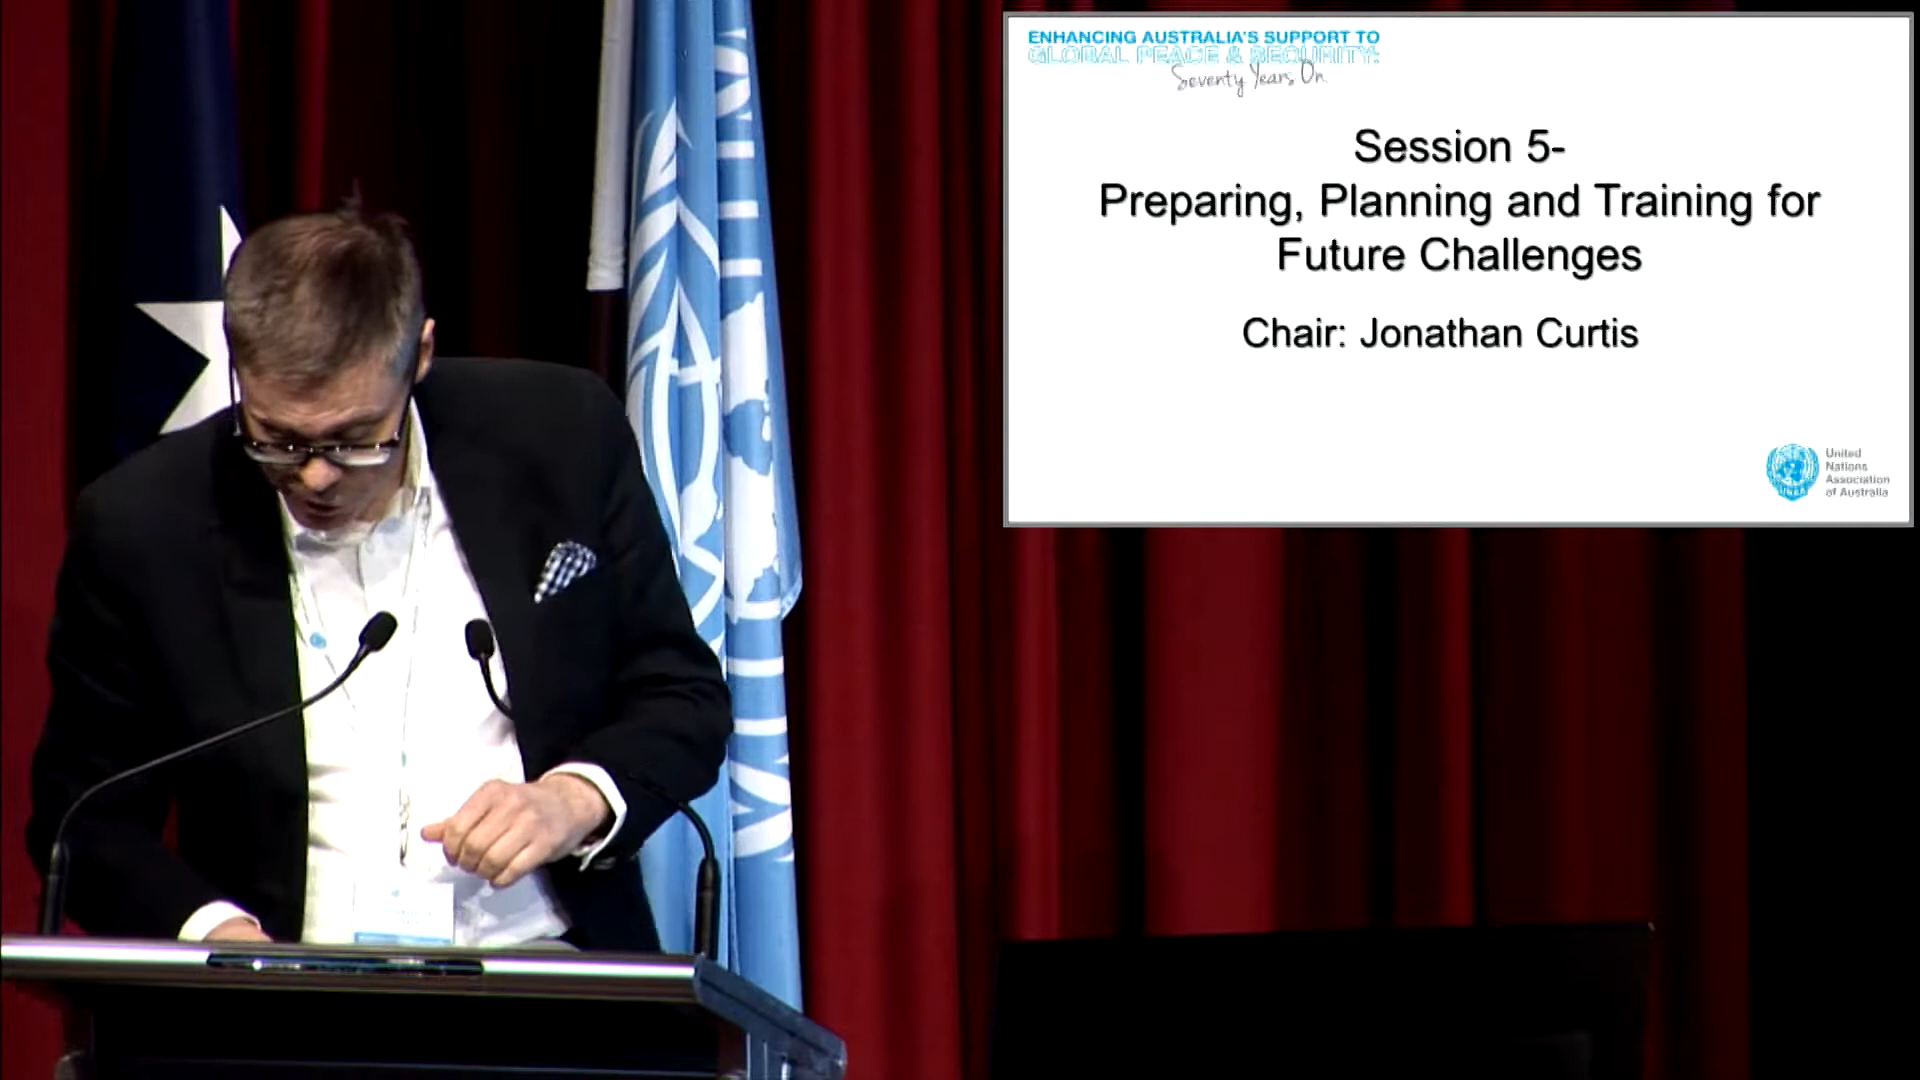 ENHANCING AUSTRALIA'S SUPPORT TO
GLOBAL PEACE & SECURITY:
Seventy Years On
Session 5-
Preparing, Planning and Training for
Future Challenges
Chair: Jonathan Curtis
United
Nations
Association
of Australia